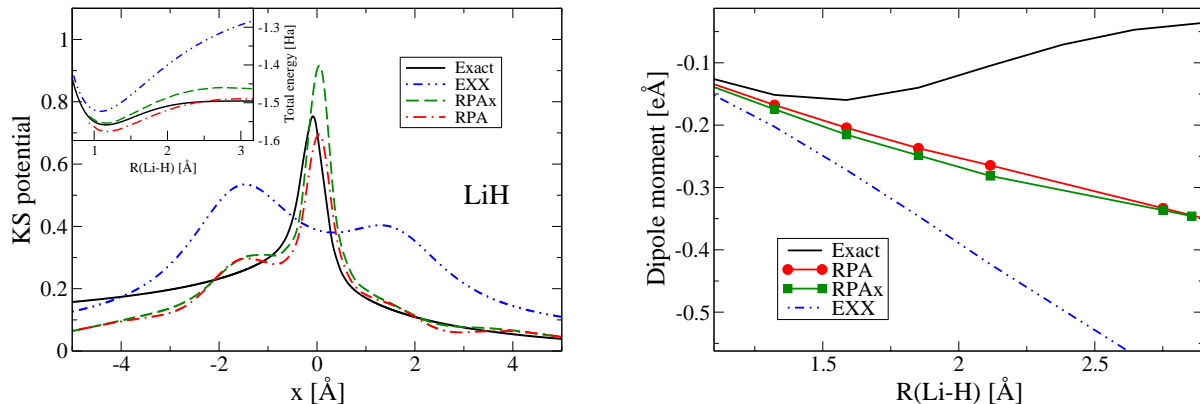 KS potential
1
0.8
0.6
0.4
0.2
0
-4
-2
0
2
4
x [Å]
1
2
3
R(Li-H) [Å]
-1.3
-1.4
-1.5
-1.6
Total energy [Ha]
Exact
EXX
RPAx
RPA
LiH
Dipole moment [eÅ]
-0.1
-0.2
-0.3
-0.4
-0.5
1.5
2
2.5
R(Li-H) [Å]
Exact
RPA
RPAx
EXX